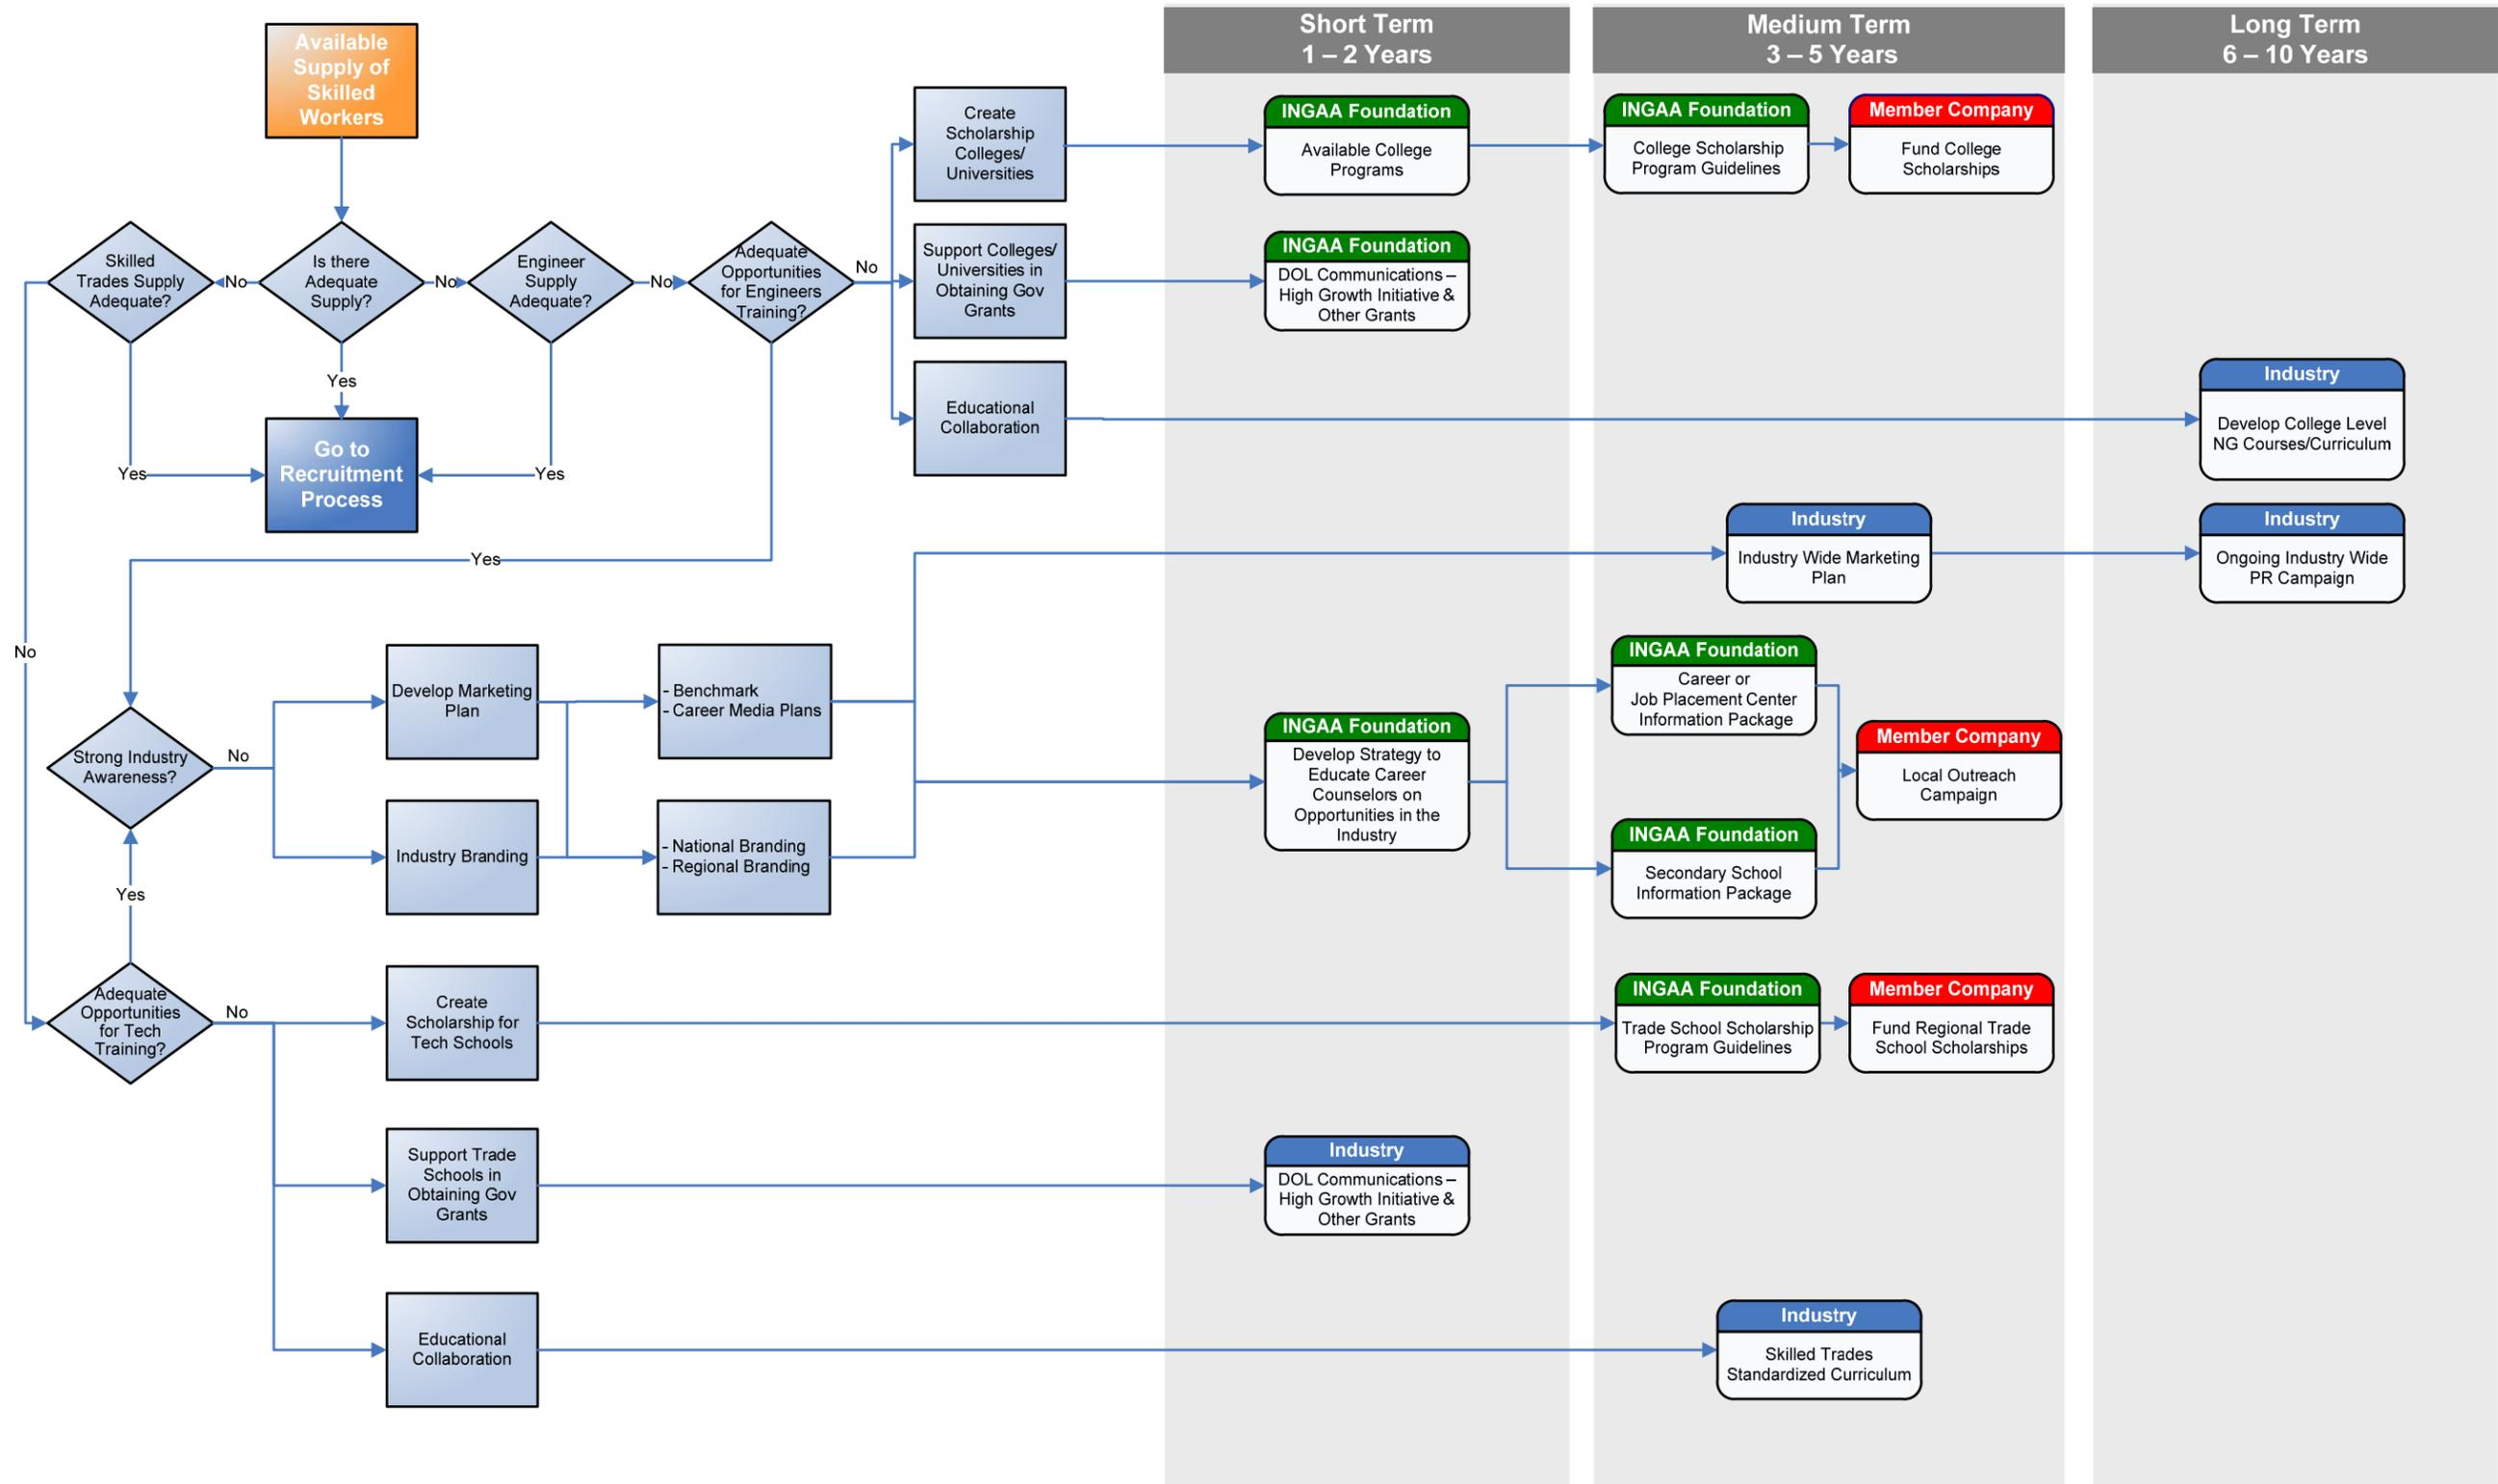 Short Term
1 – 2 Years
Medium Term
3 – 5 Years
Long Term
6 – 10 Years
Available
Supply of
Skilled
Workers
Skilled
Trades Supply
Adequate?
No
Is there
Adequate
Supply?
No
Engineer
Supply
Adequate?
No
Adequate
Opportunities
for Engineers
Training?
No
Yes
Yes
Yes
Go to
Recruitment
Process
Yes
No
Create
Scholarship
Colleges/
Universities
INGAA Foundation
Available College
Programs
INGAA Foundation
College Scholarship
Program Guidelines
Member Company
Fund College
Scholarships
Support Colleges/
Universities in
Obtaining Gov
Grants
INGAA Foundation
DOL Communications –
High Growth Initiative &
Other Grants
Educational
Collaboration
Industry
Develop College Level
NG Courses/Curriculum
Industry
Industry Wide Marketing
Plan
Industry
Ongoing Industry Wide
PR Campaign
Strong Industry
Awareness?
No
Develop Marketing
Plan
- Benchmark
- Career Media Plans
Industry Branding
- National Branding
- Regional Branding
INGAA Foundation
Develop Strategy to
Educate Career
Counselors on
Opportunities in the
Industry
INGAA Foundation
Career or
Job Placement Center
Information Package
INGAA Foundation
Secondary School
Information Package
Member Company
Local Outreach
Campaign
Yes
Adequate
Opportunities
for Tech
Training?
No
Create
Scholarship for
Tech Schools
INGAA Foundation
Trade School Scholarship
Program Guidelines
Member Company
Fund Regional Trade
School Scholarships
Support Trade
Schools in
Obtaining Gov
Grants
Industry
DOL Communications –
High Growth Initiative &
Other Grants
Educational
Collaboration
Industry
Skilled Trades
Standardized Curriculum